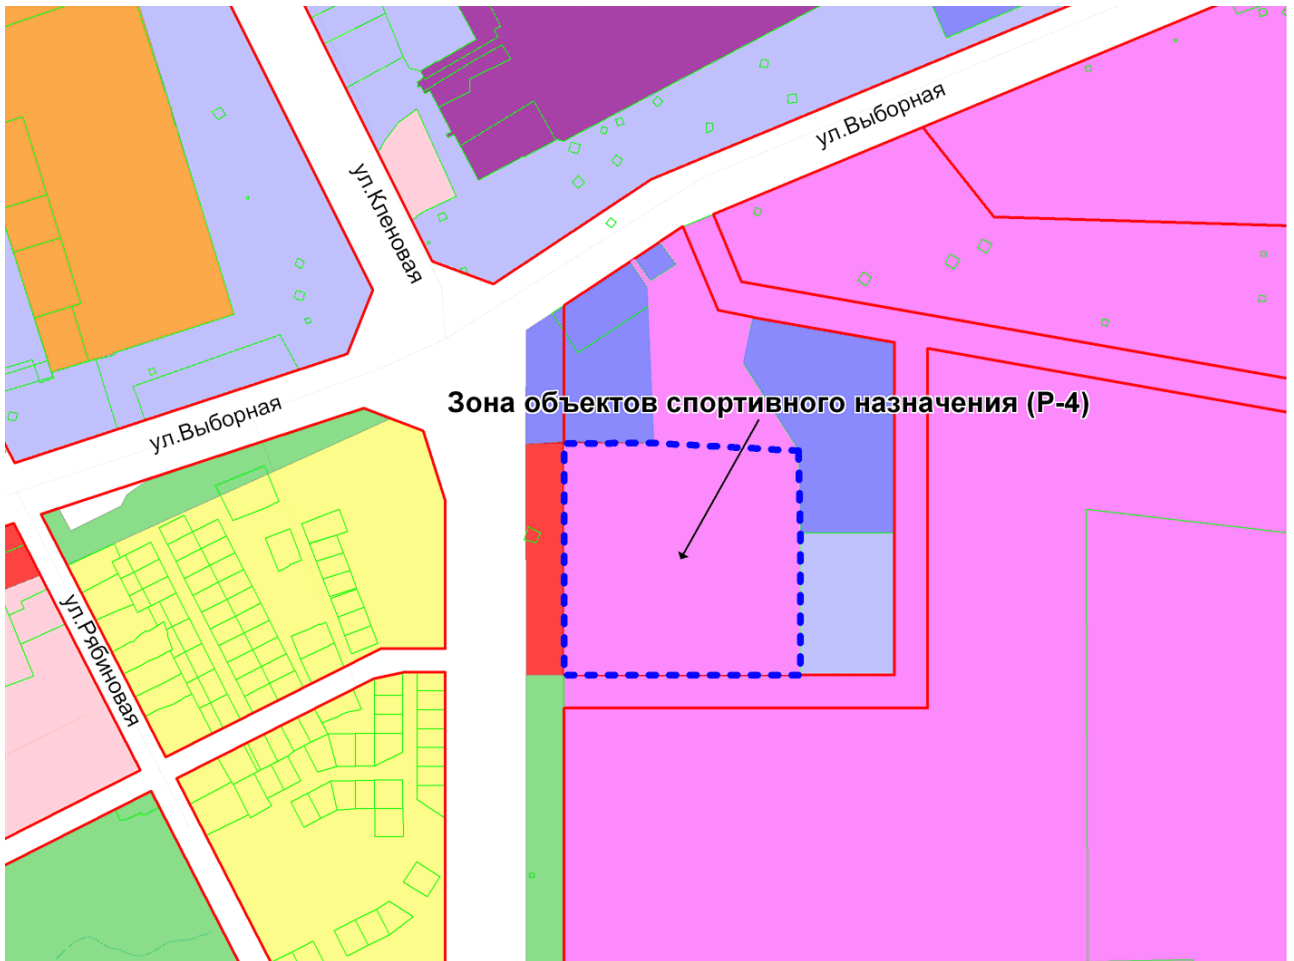 ул.Выборная
ул.Кленовая
Зона объектов спортивного назначения (Р-4)
ул.Выборная
ул.Рябиновая